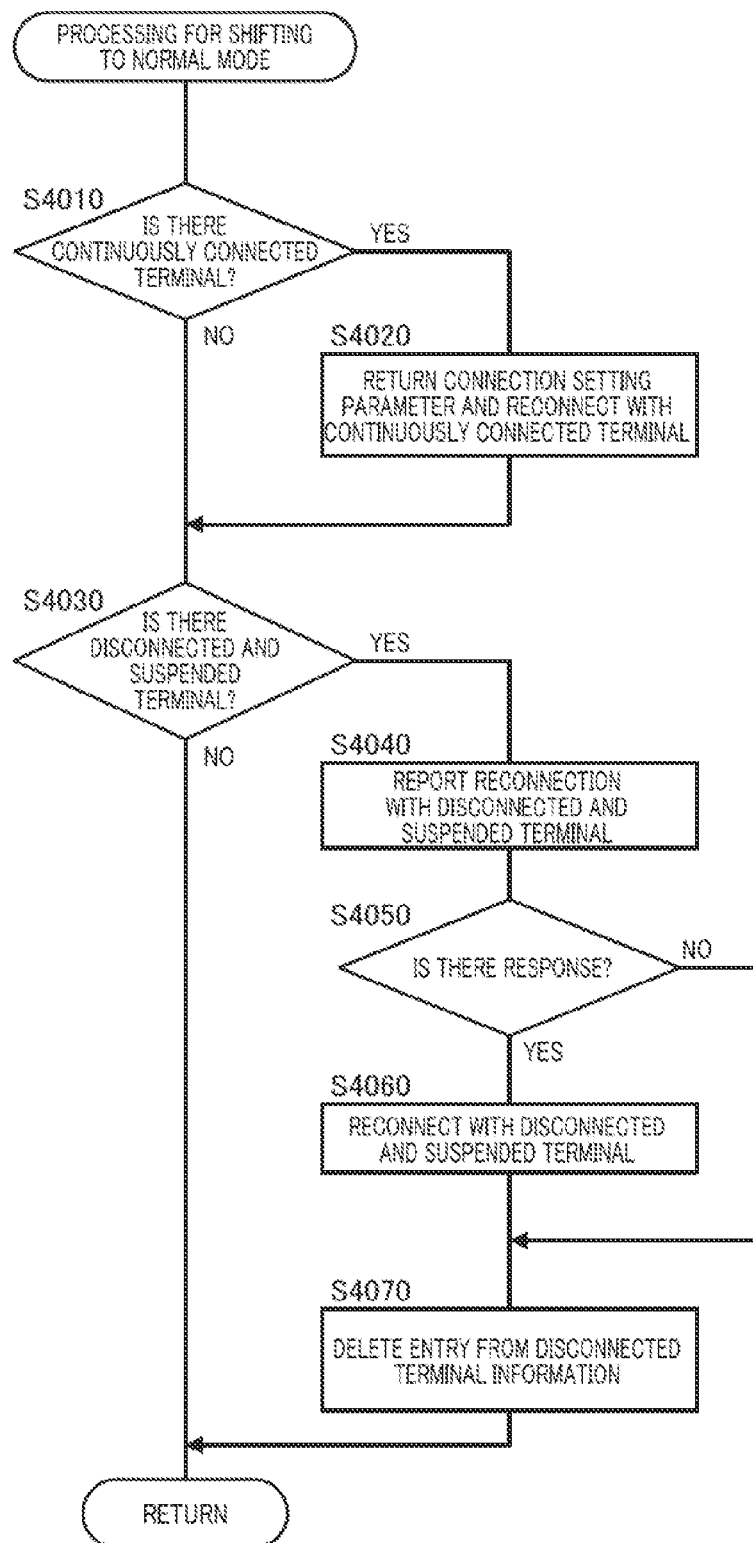 PROCESSING FOR SHIFTING
TO NORMAL MODE
S4010
IS THERE
CONTINUOUSLY CONNECTED
TERMINAL?
YES
NO
S4020
RETURN CONNECTION SETTING
PARAMETER AND RECONNECT WITH
CONTINUOUSLY CONNECTED TERMINAL
S4030
IS THERE
DISCONNECTED AND
SUSPENDED
TERMINAL?
YES
NO
S4040
REPORT RECONNECTION
WITH DISCONNECTED AND
SUSPENDED TERMINAL
S4050
IS THERE RESPONSE?
NO
YES
S4060
RECONNECT WITH DISCONNECTED
AND SUSPENDED TERMINAL
S4070
DELETE ENTRY FROM DISCONNECTED
TERMINAL INFORMATION
RETURN